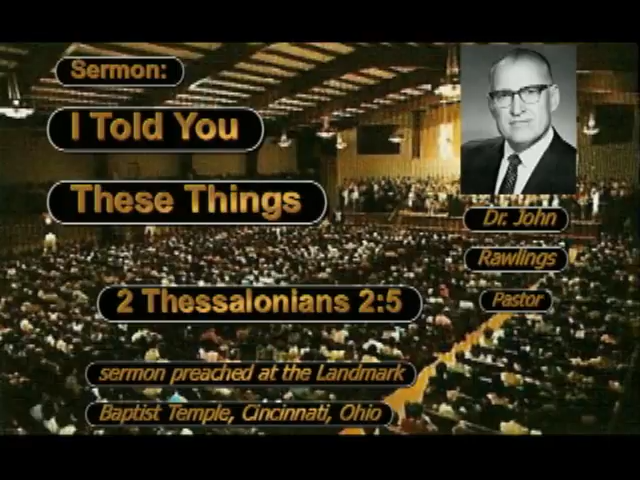 Sermon:
I Told You
These Things
2 Thessalonians 2:5
sermon preached at the Landmark
Baptist Temple, Cincinnati, Ohio
Dr. John
Rawlings
Pastor